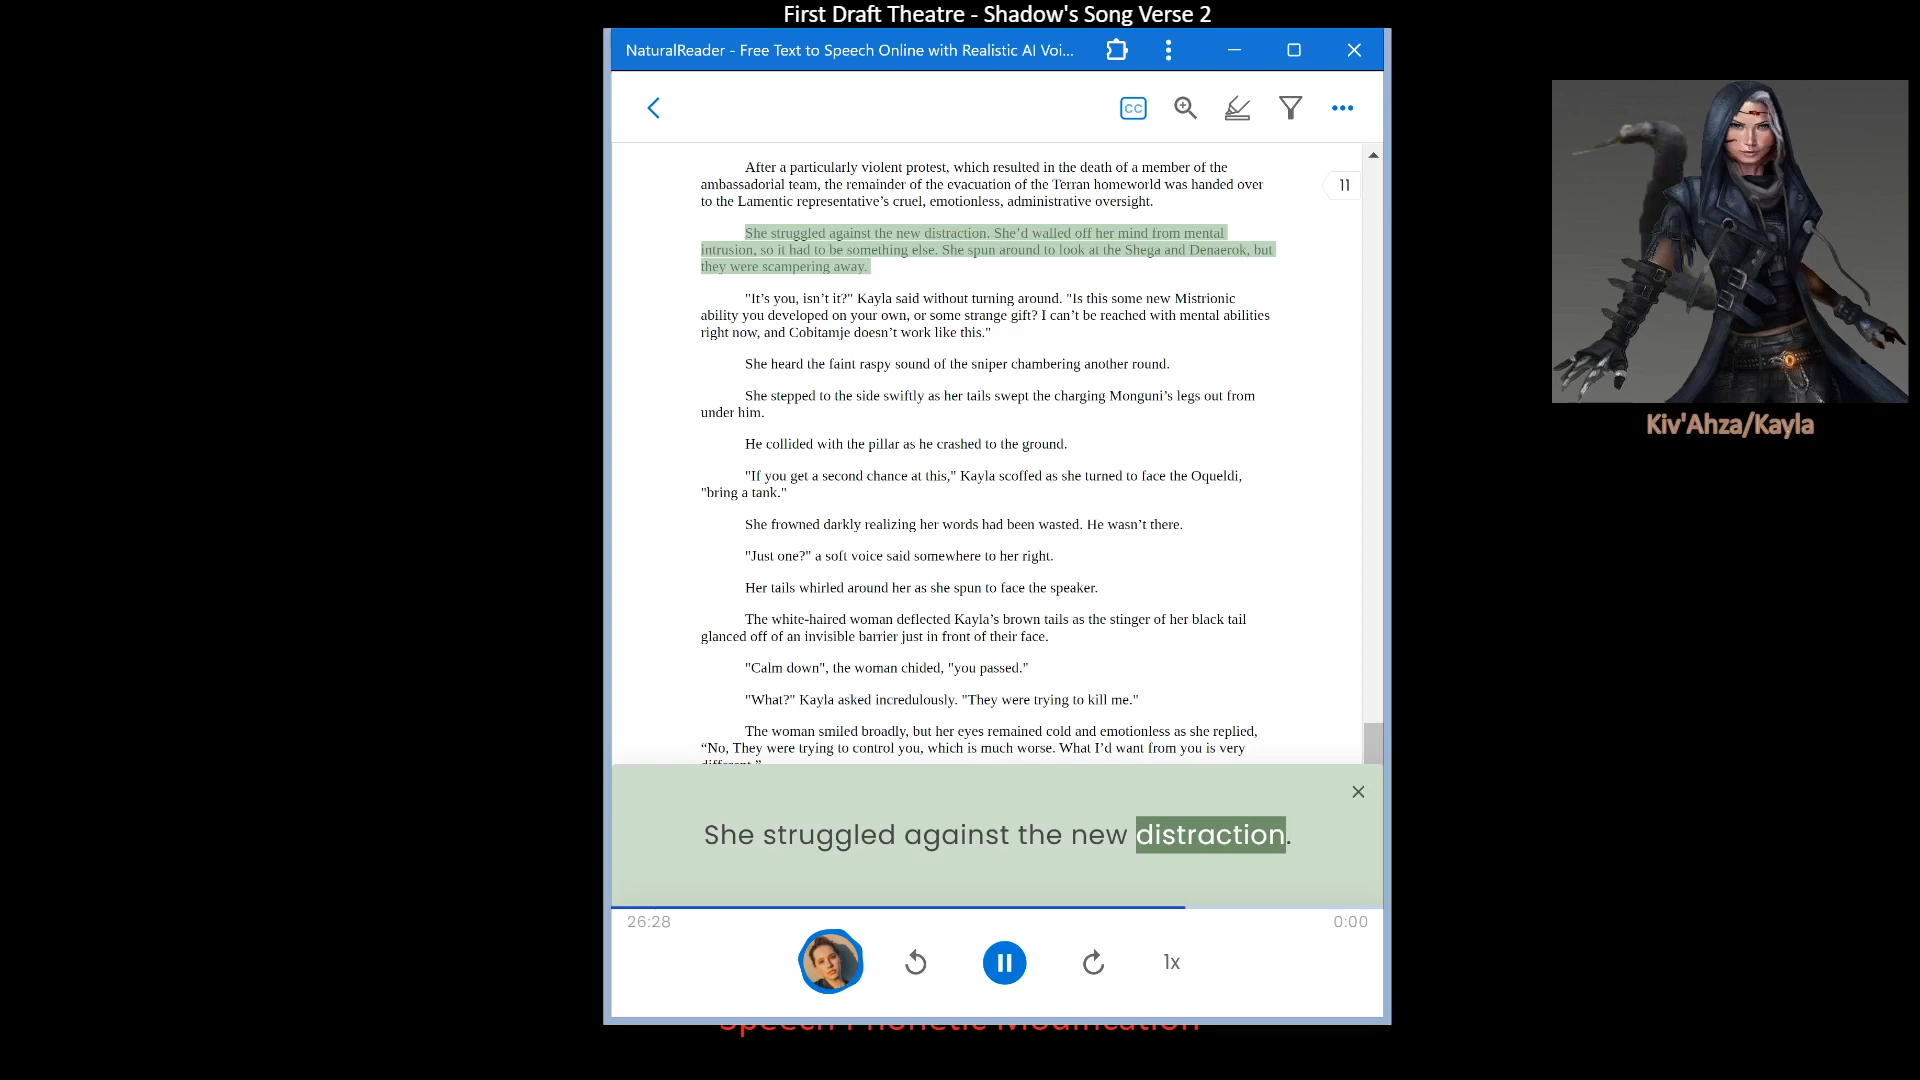 First Draft Theatre - Shadow's Song Verse 2
NaturalReader - Free Text to Speech Online with Realistic AI Voi...
CC
After a particularly violent protest, which resulted in the death of a member of the
ambassadorial team, the remainder of the evacuation of the Terran homeworld was handed over
to the Lamentic representative’s cruel, emotionless, administrative oversight.
11
She struggled against the new distraction. She’d walled off her mind from mental
intrusion, so it had to be something else. She spun around to look at the Shega and Denaerok, but
they were scampering away.
"It’s you, isn’t it?" Kayla said without turning around. "Is this some new Mistrionic
ability you developed on your own, or some strange gift? I can’t be reached with mental abilities
right now, and Cobitamje doesn’t work like this."
She heard the faint raspy sound of the sniper chambering another round.
She stepped to the side swiftly as her tails swept the charging Monguni’s legs out from
under him.
He collided with the pillar as he crashed to the ground.
"If you get a second chance at this," Kayla scoffed as she turned to face the Oqueldi,
"bring a tank."
She frowned darkly realizing her words had been wasted. He wasn’t there.
"Just one?" a soft voice said somewhere to her right.
Her tails whirled around her as she spun to face the speaker.
The white-haired woman deflected Kayla’s brown tails as the stinger of her black tail
glanced off of an invisible barrier just in front of their face.
"Calm down", the woman chided, "you passed."
"What?" Kayla asked incredulously. "They were trying to kill me."
The woman smiled broadly, but her eyes remained cold and emotionless as she replied,
“No, They were trying to control you, which is much worse. What I’d want from you is very
different.”
She struggled against the new distraction.
26:28
0:00
1x
Speech Phonetic Modification
Kiv'Ahza/Kayla